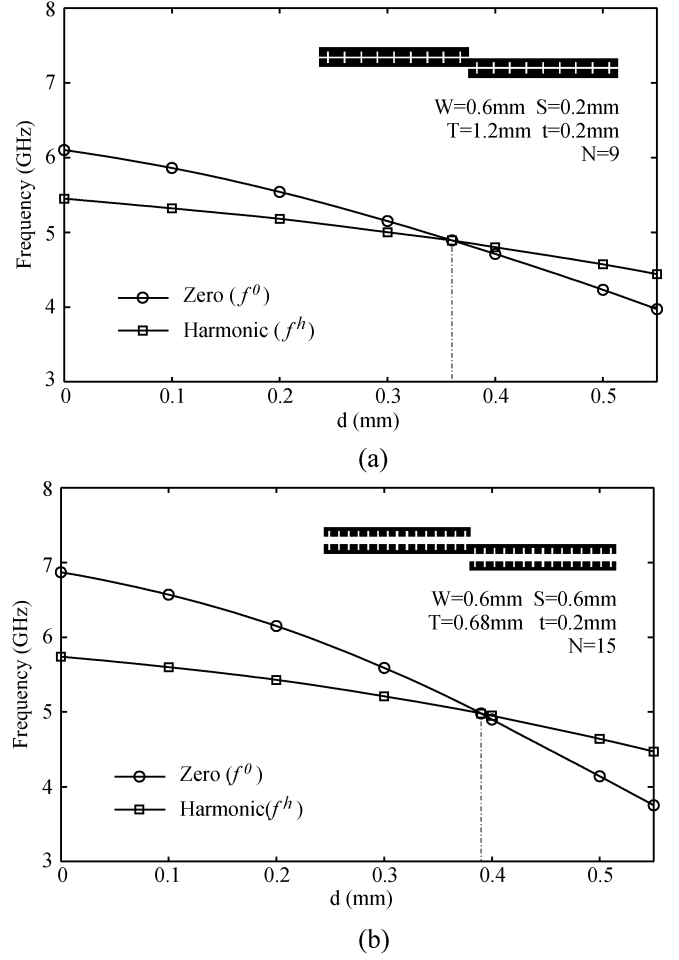 8
7
6
5
4
3
Frequency (GHz)
W=0.6mm S=0.2mm
T=1.2mm t=0.2mm
N=9
Zero (f⁰)
Harmonic (fʰ)
0 0.1 0.2 0.3 0.4 0.5
d (mm)
(a)
8
7
6
5
4
3
Frequency (GHz)
W=0.6mm S=0.6mm
T=0.68mm t=0.2mm
N=15
Zero (f⁰)
Harmonic(fʰ)
0 0.1 0.2 0.3 0.4 0.5
d (mm)
(b)